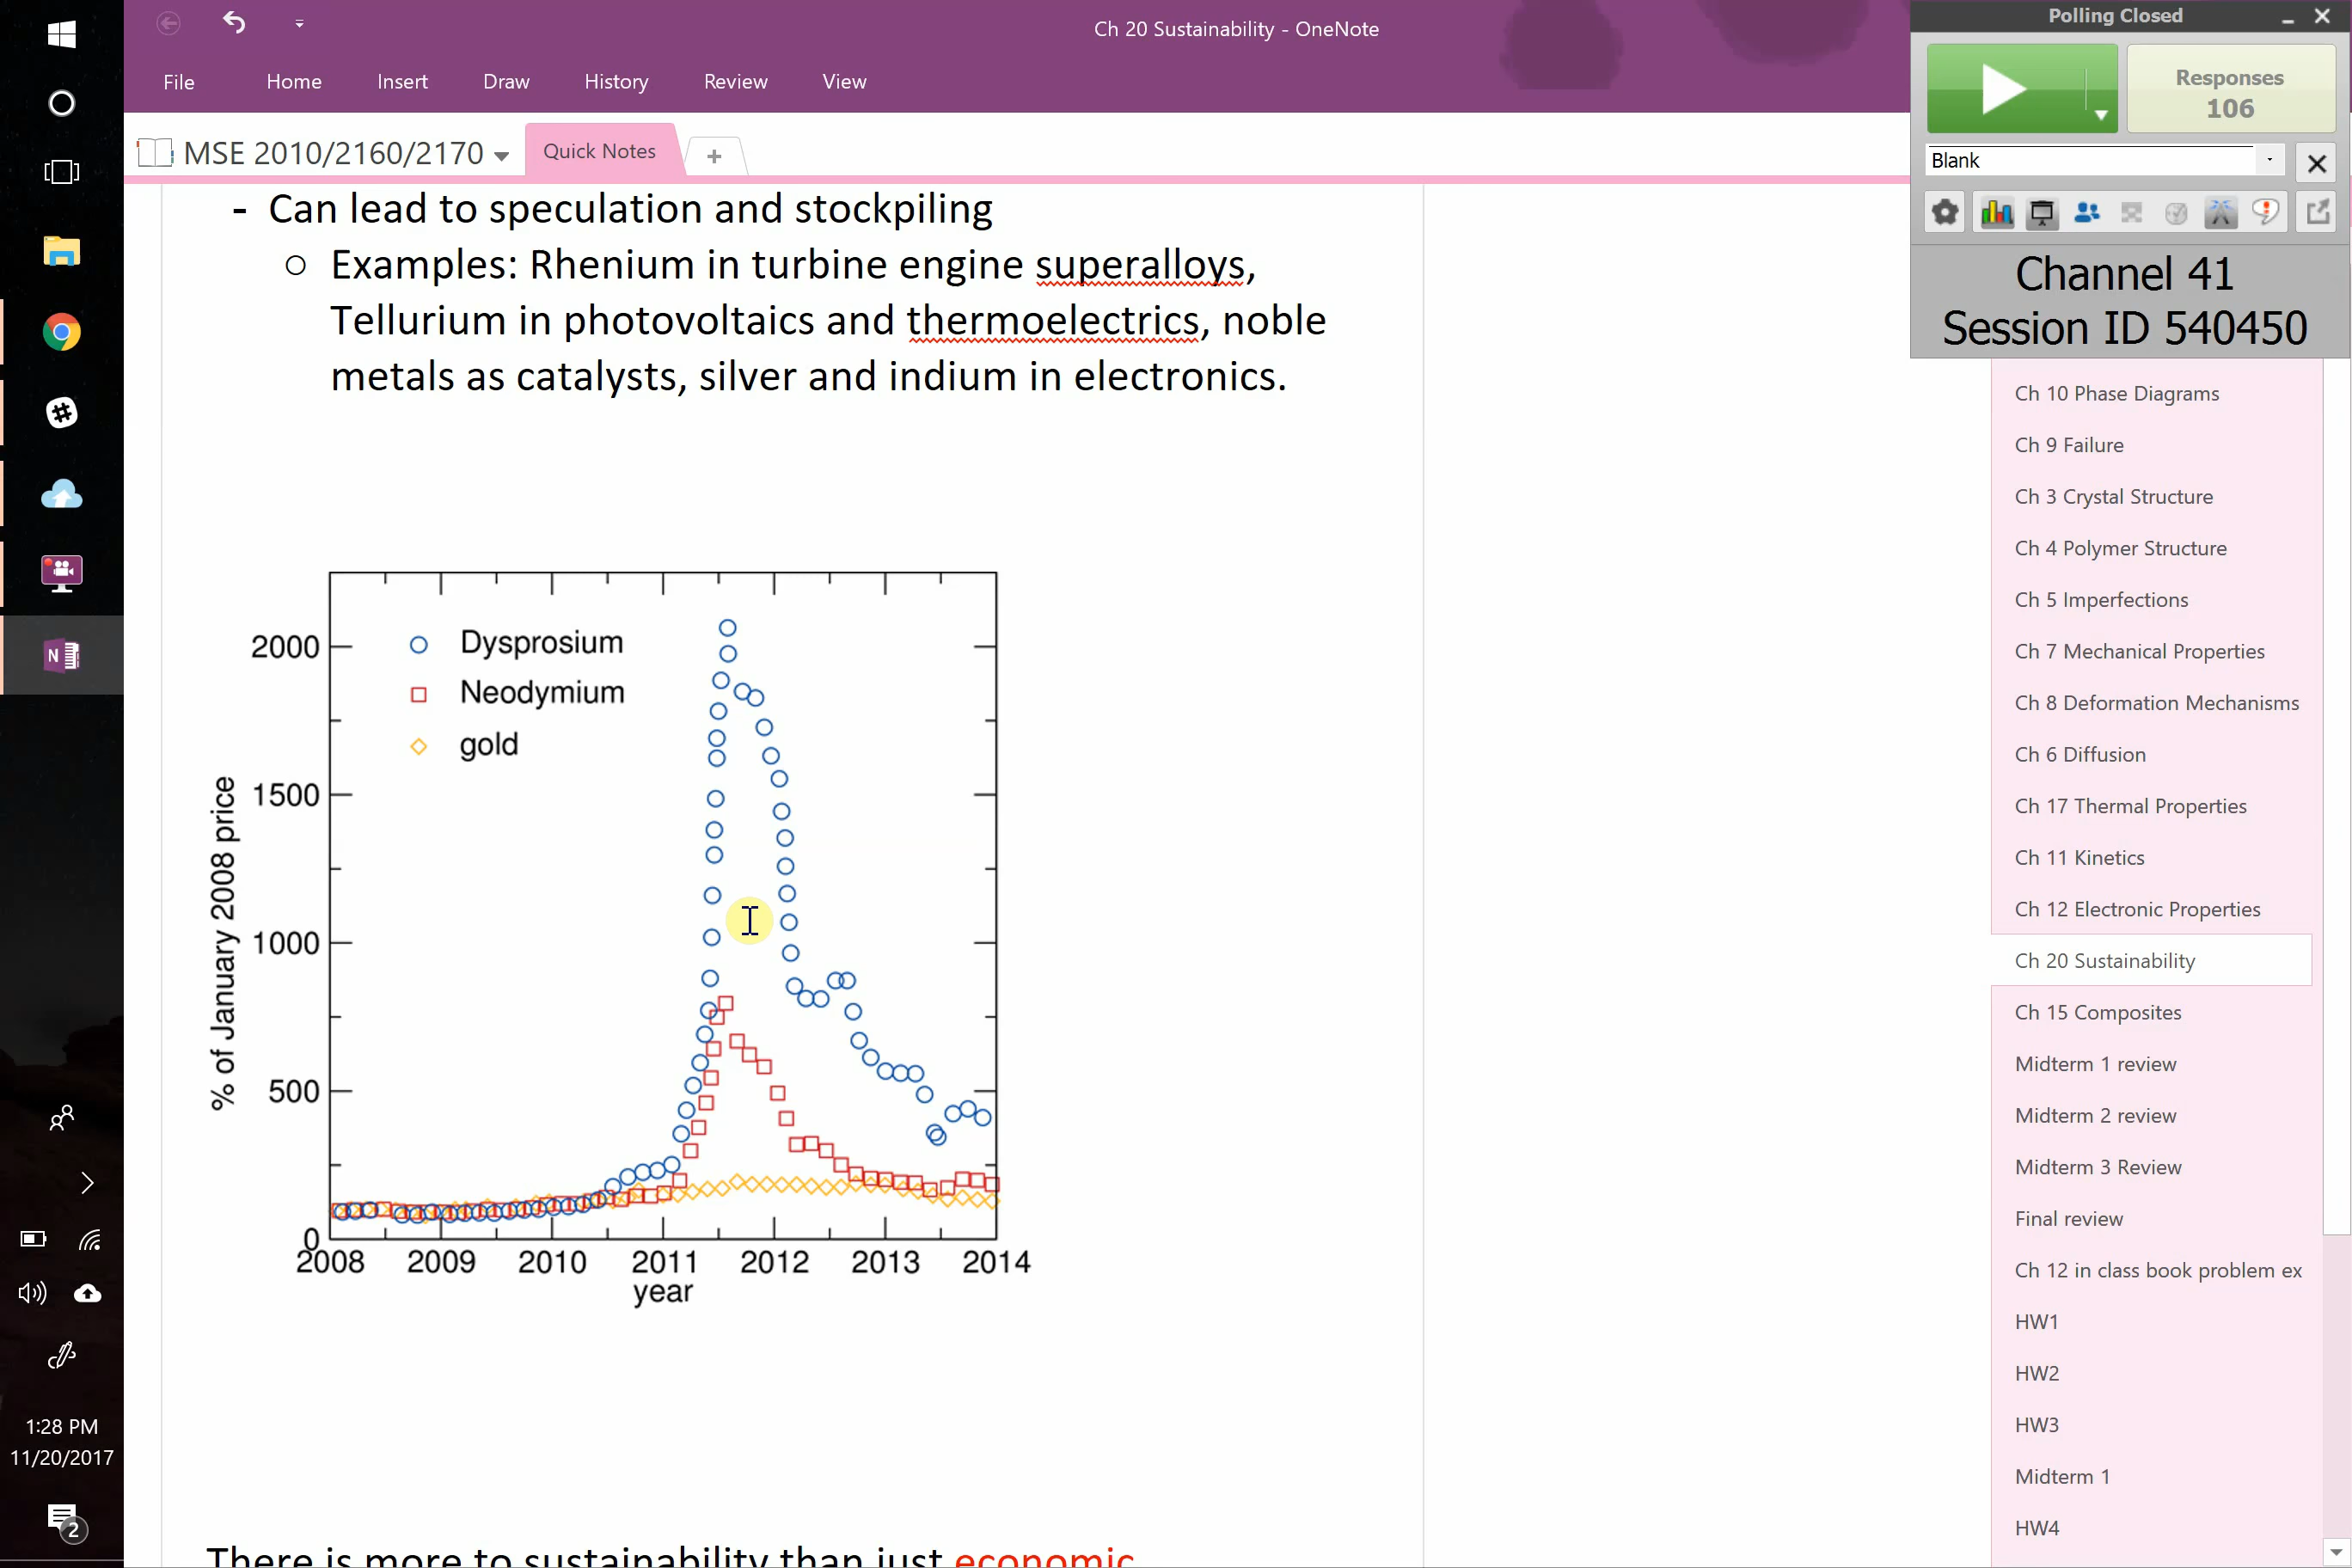 Ch 20 Sustainability - OneNote
File Home Insert Draw History Review View
MSE 2010/2160/2170
Quick Notes
+
Polling Closed
Responses
106
Blank
Channel 41
Session ID 540450
- Can lead to speculation and stockpiling
Examples: Rhenium in turbine engine superalloys,
Tellurium in photovoltaics and thermoelectrics, noble
metals as catalysts, silver and indium in electronics.
Dysprosium
Neodymium
gold
% of January 2008 price
2000
1500
1000
500
0
2008 2009 2010 2011 2012 2013 2014
year
There is more to sustainability than just economic
Ch 10 Phase Diagrams
Ch 9 Failure
Ch 3 Crystal Structure
Ch 4 Polymer Structure
Ch 5 Imperfections
Ch 7 Mechanical Properties
Ch 8 Deformation Mechanisms
Ch 6 Diffusion
Ch 17 Thermal Properties
Ch 11 Kinetics
Ch 12 Electronic Properties
Ch 20 Sustainability
Ch 15 Composites
Midterm 1 review
Midterm 2 review
Midterm 3 Review
Final review
Ch 12 in class book problem ex
HW1
HW2
HW3
Midterm 1
HW4
N
1:28 PM
11/20/2017
2